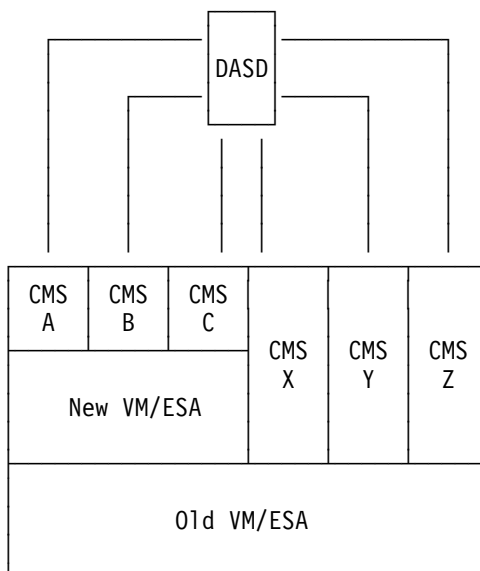 DASD
CMS
A
CMS
B
CMS
C
CMS
X
CMS
Y
CMS
Z
New VM/ESA
Old VM/ESA